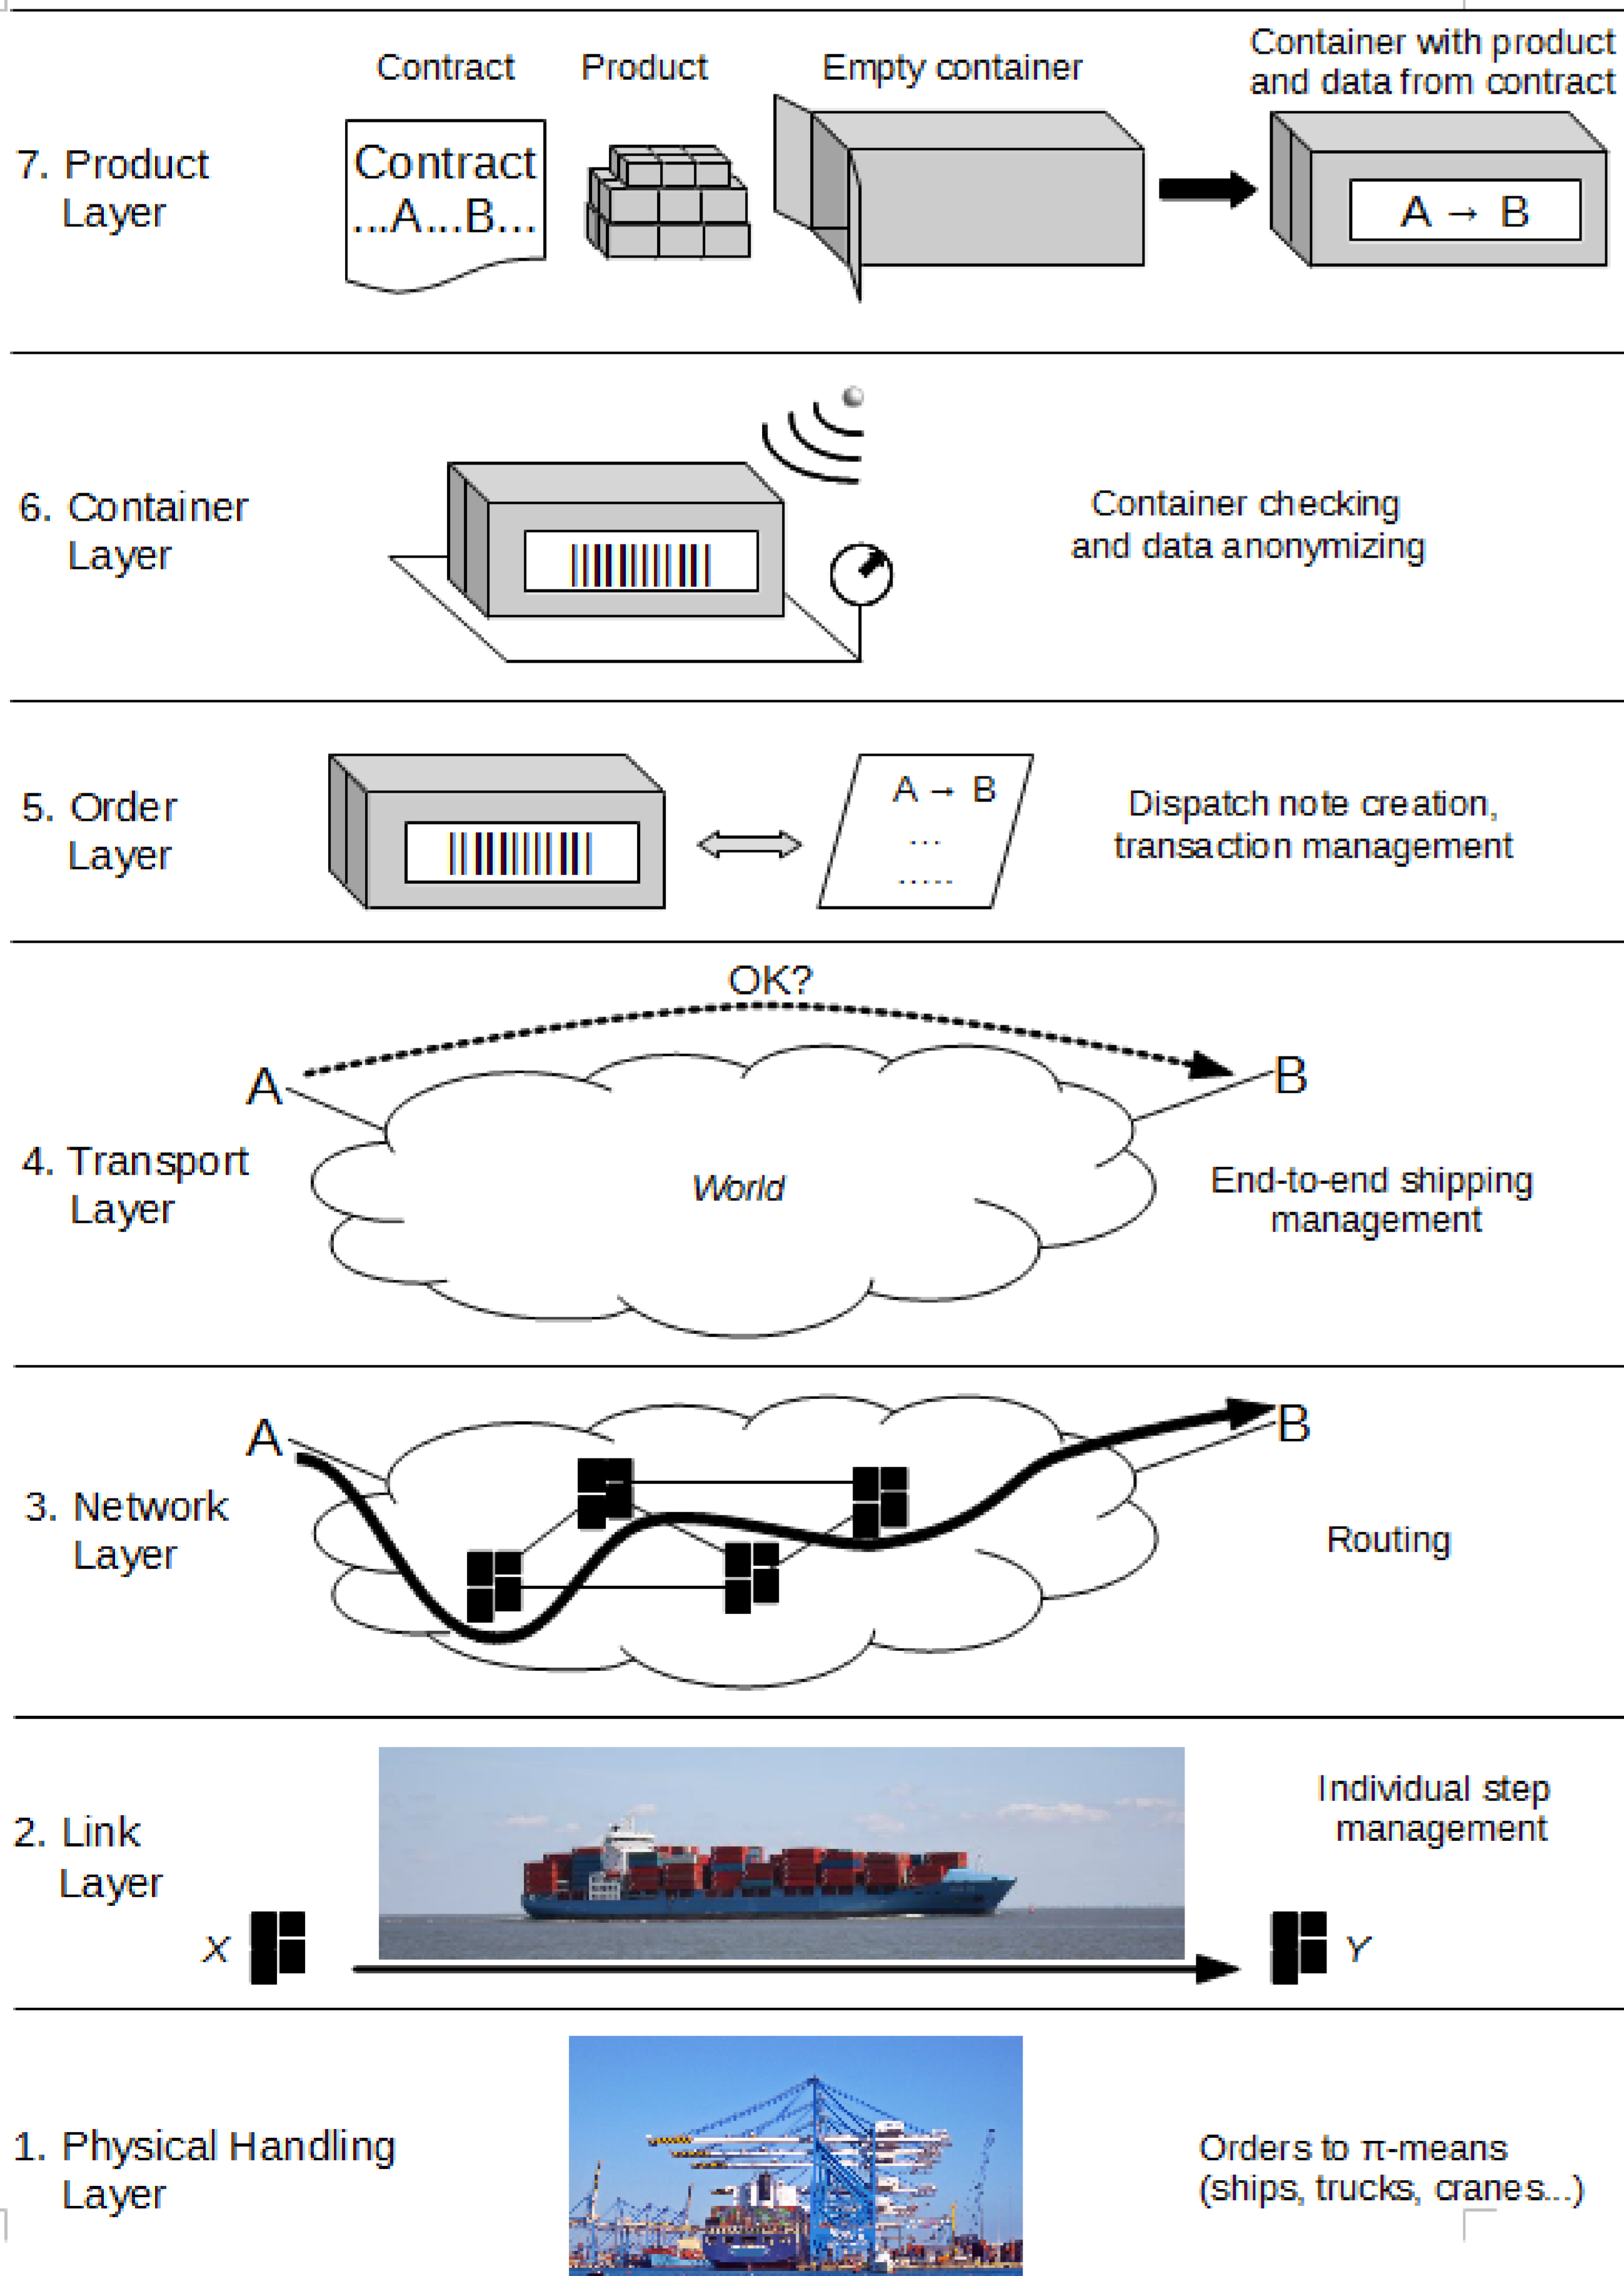 Contract
Product
Empty container
Container with product
and data from contract
7. Product
Layer
Contract
...A...B...
A → B
6. Container
Layer
Container checking
and data anonymizing
5. Order
Layer
A → B
...
.....
Dispatch note creation,
transaction management
OK?
A
B
4. Transport
Layer
World
End-to-end shipping
management
A
B
3. Network
Layer
Routing
2. Link
Layer
Individual step
management
X
Y
1. Physical Handling
Layer
Orders to π-means
(ships, trucks, cranes...)